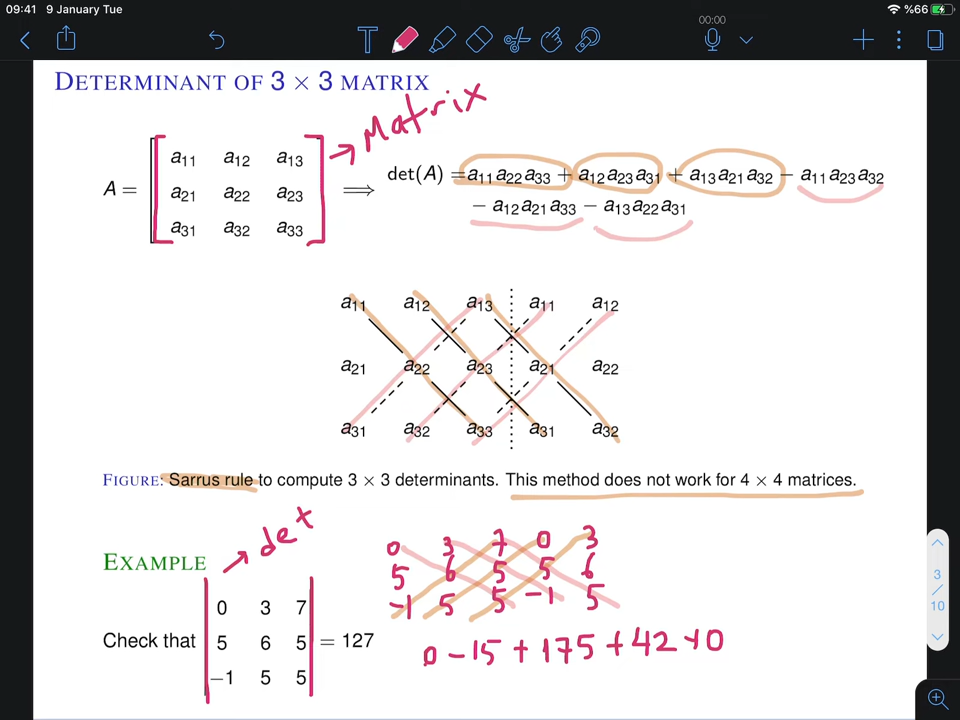 09:41 9 January Tue %66
00:00
T
DETERMINANT OF 3 × 3 MATRIX
→ Matrix
A = [ a11 a12 a13
a21 a22 a23
a31 a32 a33 ] ⟹ det(A) = a11a22a33 + a12a23a31 + a13a21a32 − a11a23a32
− a12a21a33 − a13a22a31
a11 a12 a13 a11 a12
a21 a22 a23 a21 a22
a31 a32 a33 a31 a32
FIGURE: Sarrus rule to compute 3 × 3 determinants. This method does not work for 4 × 4 matrices.
EXAMPLE
→ det
Check that | 0 3 7
5 6 5
−1 5 5 | = 127
0 3 7 0 3
5 6 5 5 6
-1 5 5 -1 5
0 - 15 + 175 + 42 + 0
3
/
10